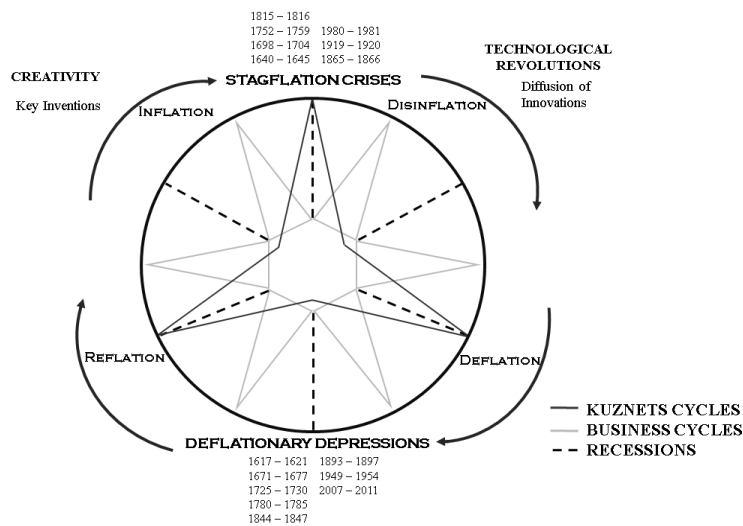 1815 – 1816
1752 – 1759 1980 – 1981
1698 – 1704 1919 – 1920
1640 – 1645 1865 – 1866
STAGFLATION CRISES
CREATIVITY
Key Inventions
TECHNOLOGICAL
REVOLUTIONS
Diffusion of
Innovations
INFLATION
DISINFLATION
REFLATION
DEFLATION
KUZNETS CYCLES
BUSINESS CYCLES
RECESSIONS
DEFLATIONARY DEPRESSIONS
1617 – 1621 1893 – 1897
1671 – 1677 1949 – 1954
1725 – 1730 2007 – 2011
1780 – 1785
1844 – 1847